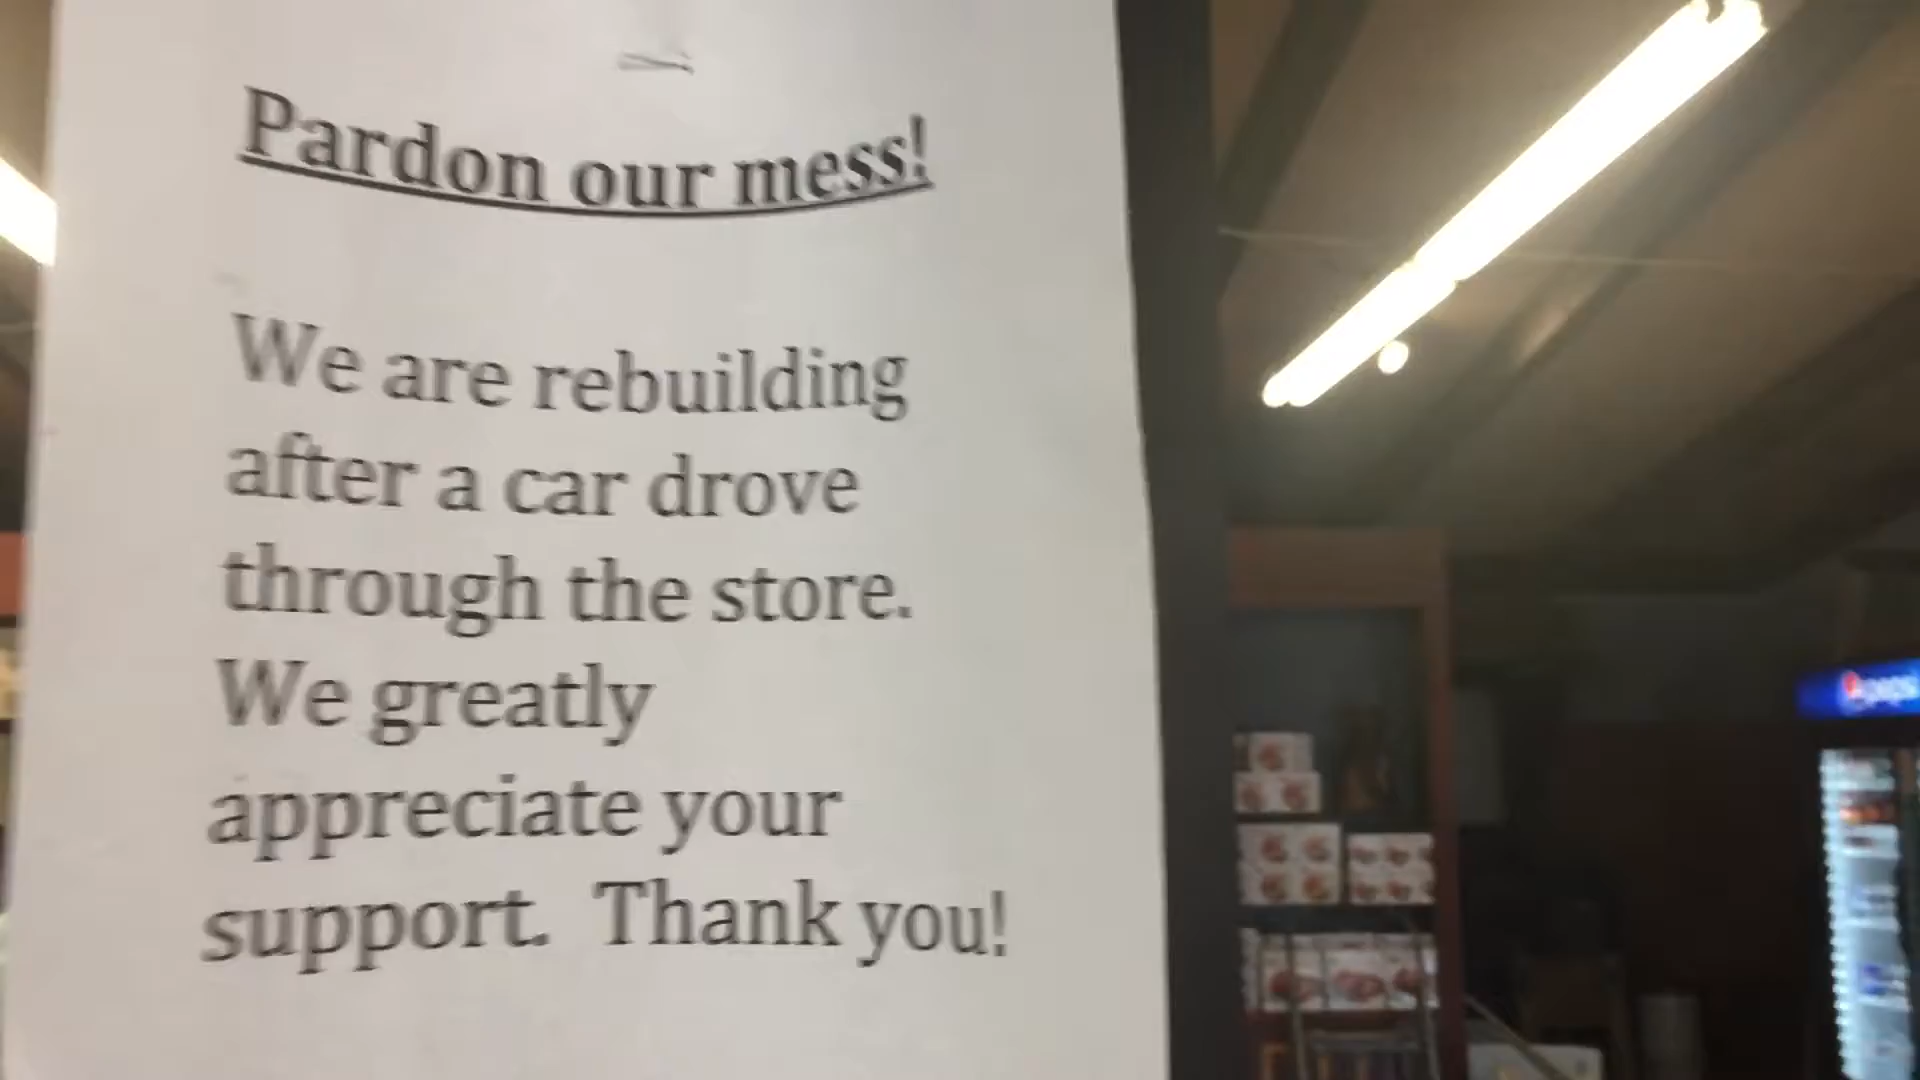 Pardon our mess!
We are rebuilding
after a car drove
through the store.
We greatly
appreciate your
support. Thank you!
pepsi